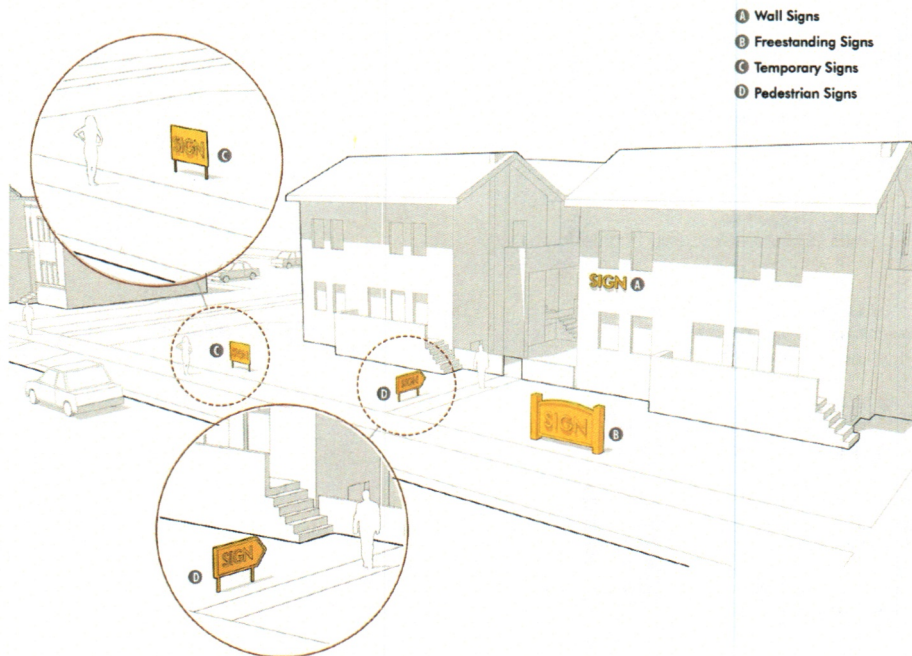 A Wall Signs
B Freestanding Signs
C Temporary Signs
D Pedestrian Signs
SIGN C
SIGN A
C SIGN
D SIGN
SIGN B
D SIGN